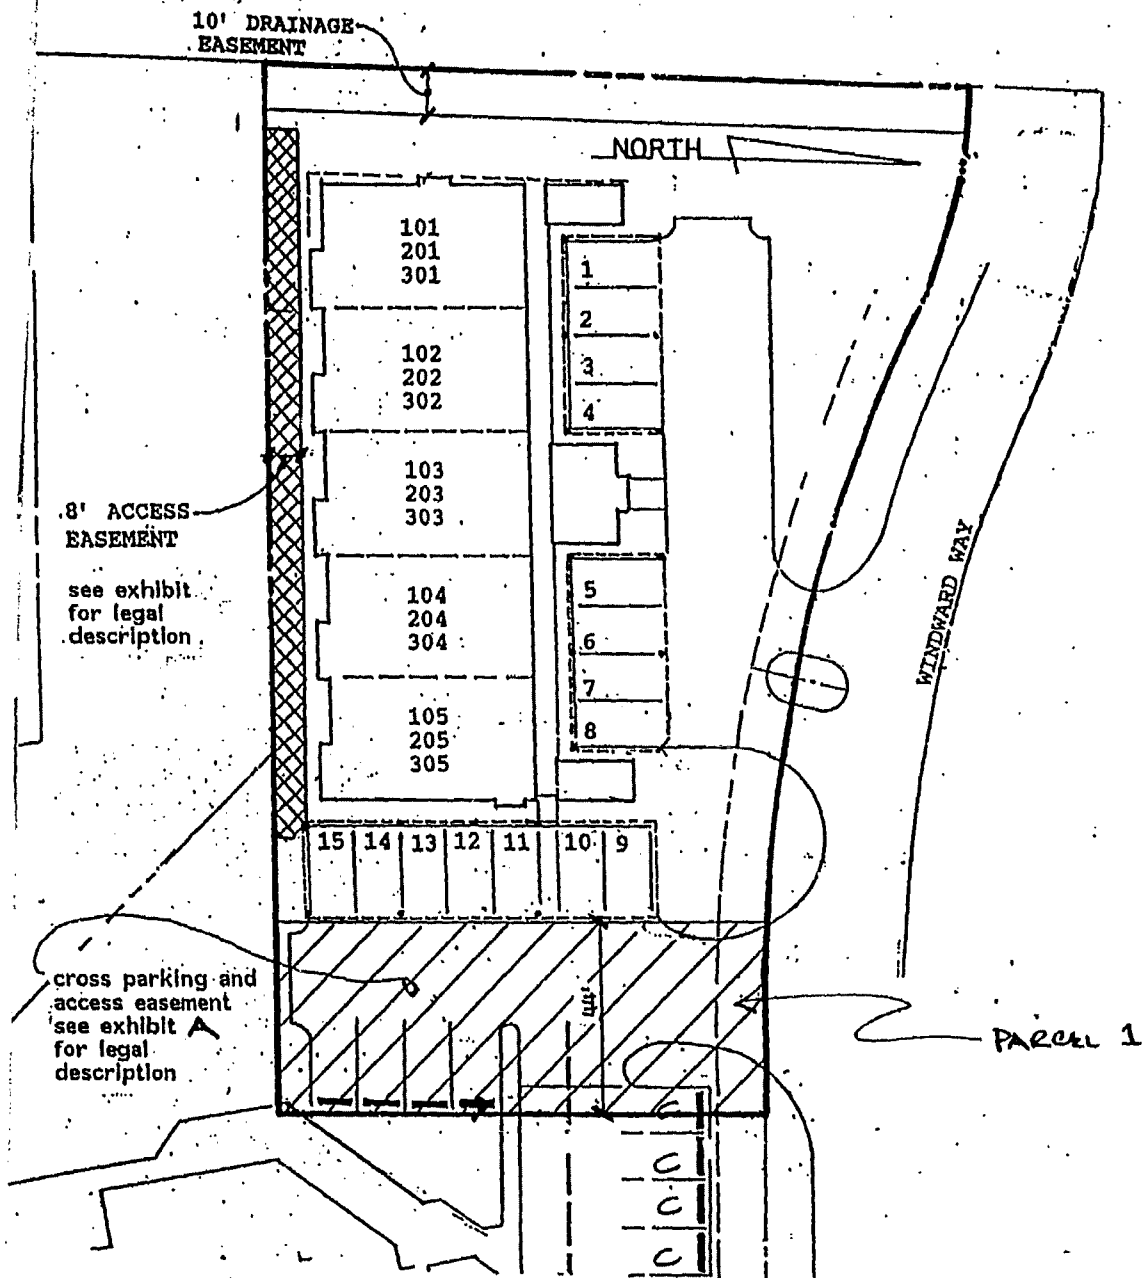 10' DRAINAGE
EASEMENT
NORTH
101
201
301
1
2
3
4
102
202
302
103
203
303
8' ACCESS
EASEMENT
see exhibit
for legal
description
WINDWARD WAY
104
204
304
5
6
7
8
105
205
305
15 14 13 12 11 10 9
cross parking and
access easement
see exhibit A
for legal
description
44'
PARCEL 1
C
C
C
C